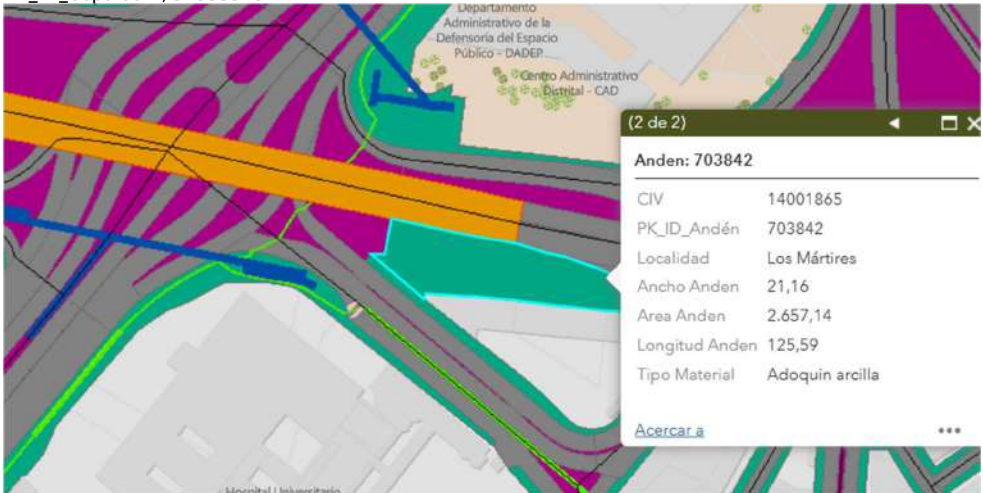 Departamento
Administrativo de la
Defensoría del Espacio
Público - DADEP
Centro Administrativo
Distrital - CAD
(2 de 2)
Anden: 703842
CIV 14001865
PK_ID_Andén 703842
Localidad Los Mártires
Ancho Anden 21,16
Area Anden 2.657,14
Longitud Anden 125,59
Tipo Material Adoquin arcilla
Acercar a
Hospital Universitario